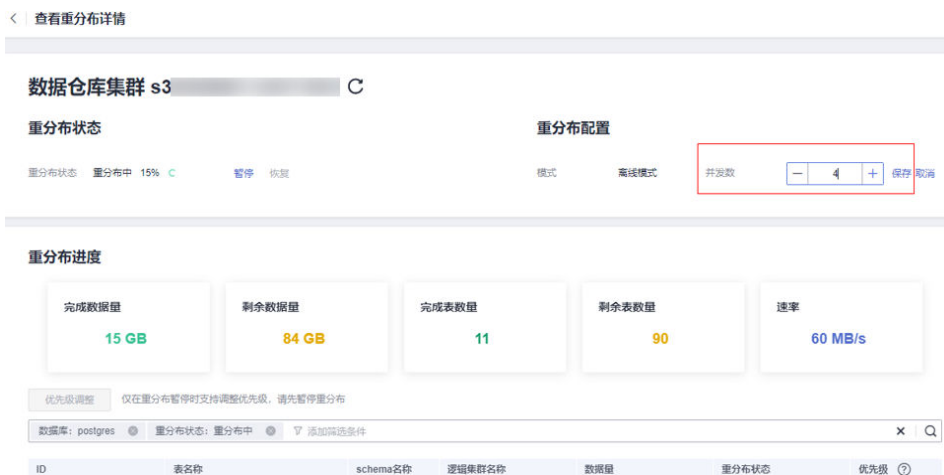 查看重分布详情
数据仓库集群 s3
重分布状态
重分布配置
重分布状态 重分布中 15% 暂停 恢复
模式 离线模式 并发数 － 4 ＋ 保存 取消
重分布进度
完成数据量 剩余数据量 完成表数量 剩余表数量 速率
15 GB 84 GB 11 90 60 MB/s
优先级调整 仅在重分布暂停时支持调整优先级，请先暂停重分布
数据库：postgres 重分布状态：重分布中 添加筛选条件
ID 表名称 schema名称 逻辑集群名称 数据量 重分布状态 优先级